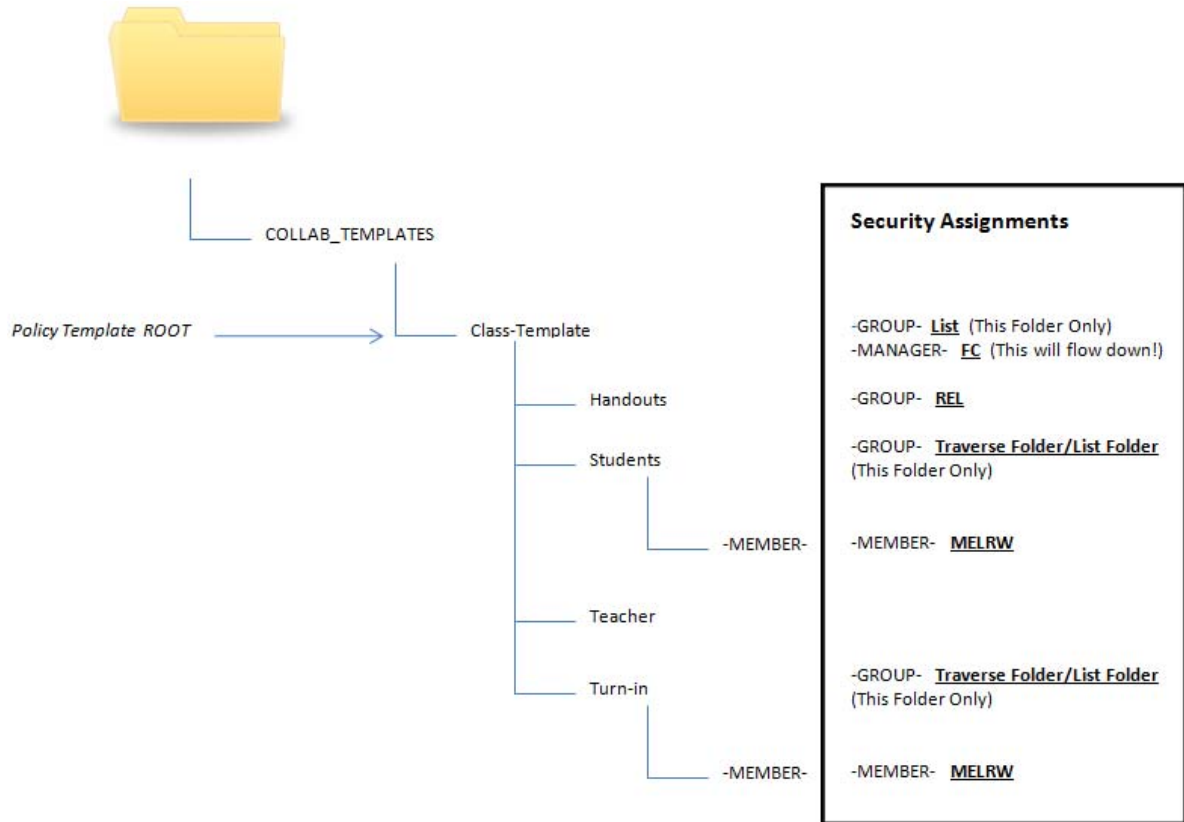 Security Assignments
COLLAB_TEMPLATES
Policy Template ROOT
Class-Template
-GROUP- List (This Folder Only)
-MANAGER- FC (This will flow down!)
Handouts
-GROUP- REL
Students
-GROUP- Traverse Folder/List Folder
(This Folder Only)
-MEMBER-
-MEMBER- MELRW
Teacher
Turn-in
-GROUP- Traverse Folder/List Folder
(This Folder Only)
-MEMBER-
-MEMBER- MELRW